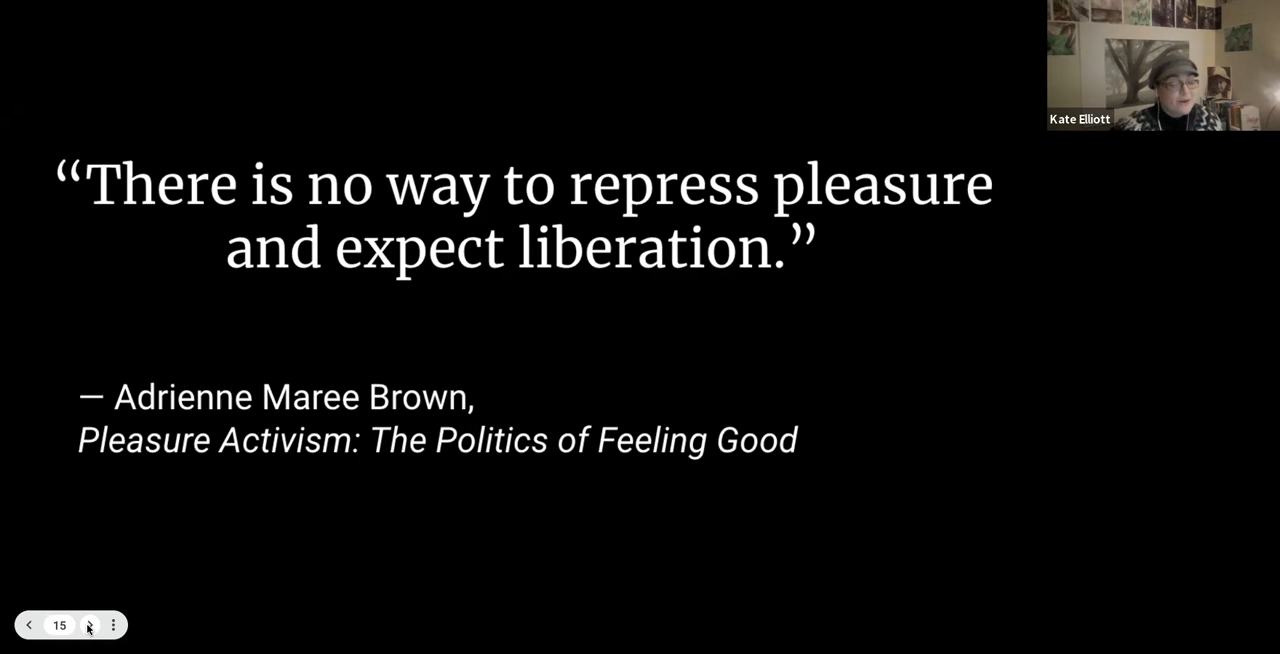 Kate Elliott
“There is no way to repress pleasure
and expect liberation.”
— Adrienne Maree Brown,
Pleasure Activism: The Politics of Feeling Good
15